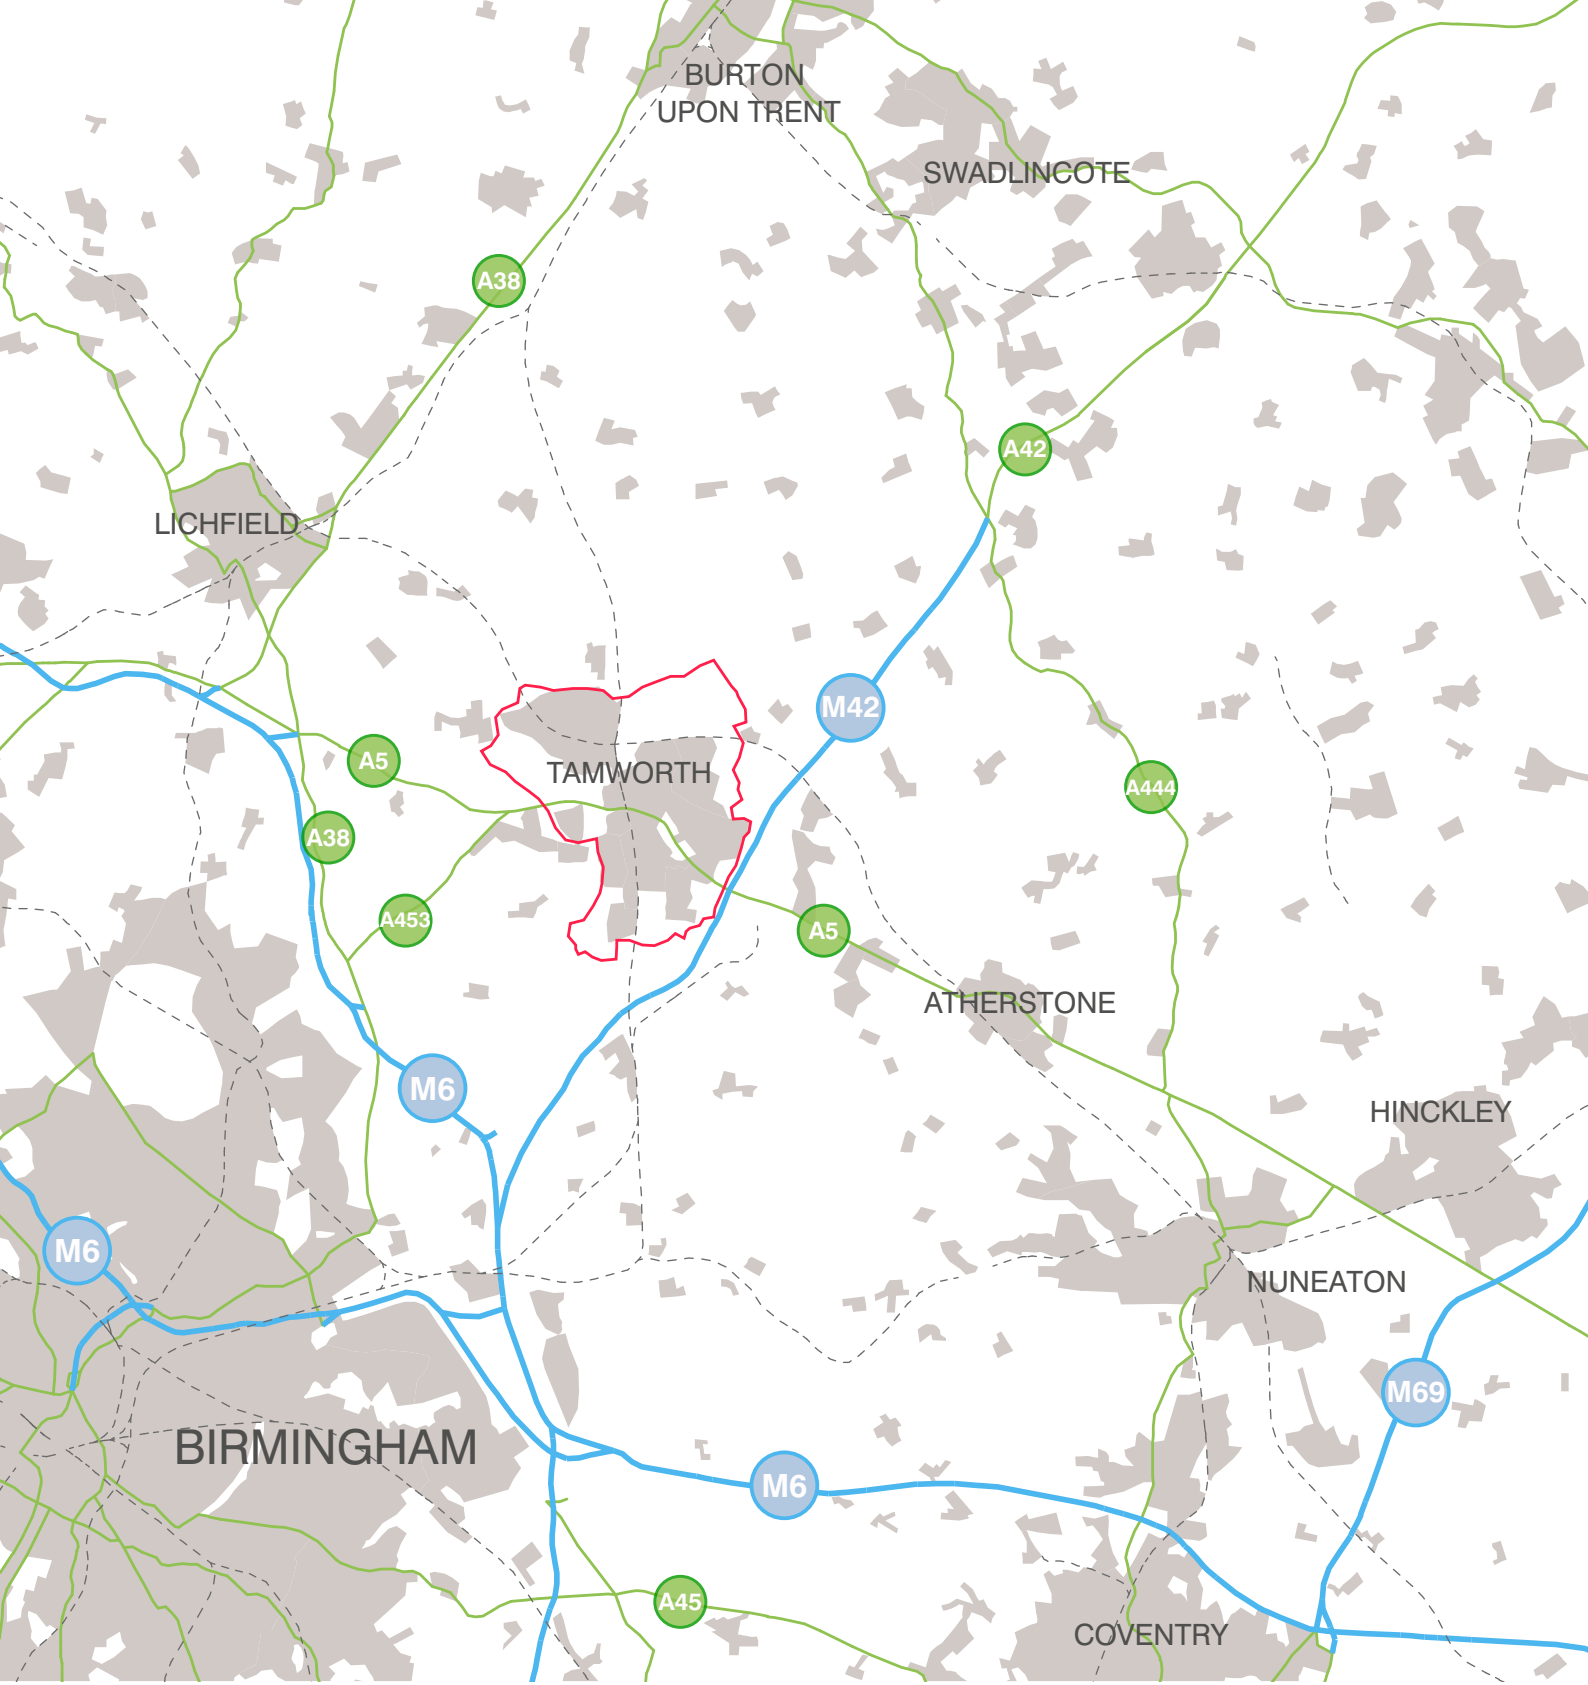 BURTON
UPON TRENT
SWADLINCOTE
A38
A42
LICHFIELD
M42
A5
TAMWORTH
A444
A38
A453
A5
ATHERSTONE
M6
HINCKLEY
M6
NUNEATON
M69
BIRMINGHAM
M6
A45
COVENTRY